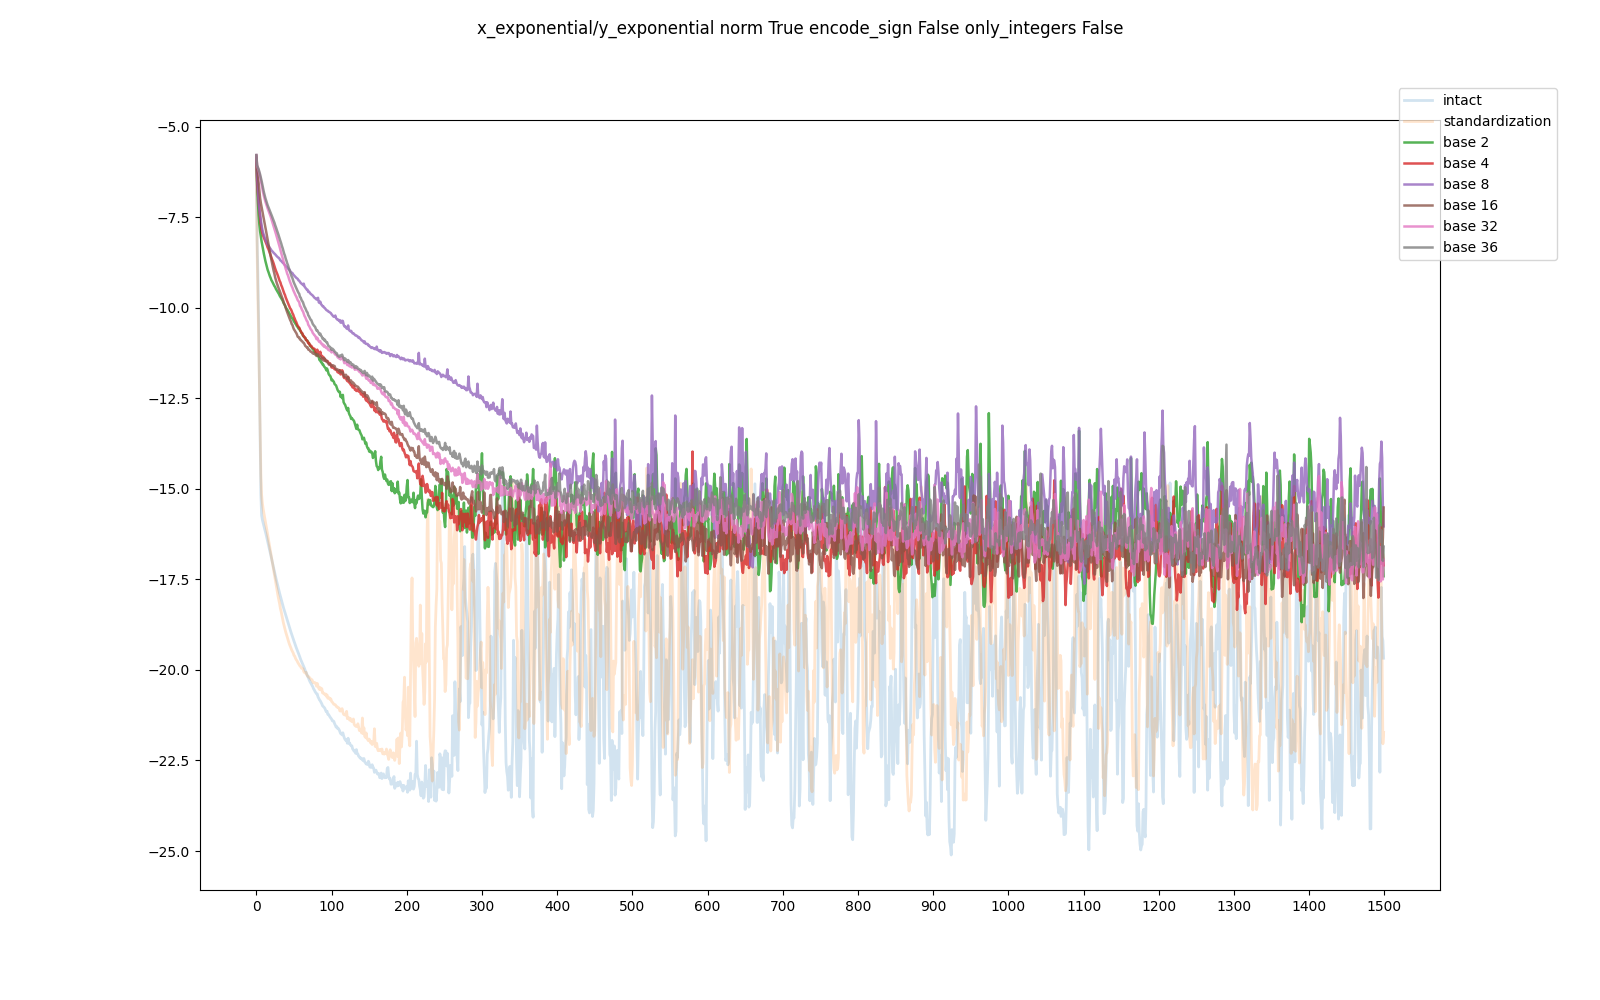 x_exponential/y_exponential norm True encode_sign False only_integers False
intact
standardization
base 2
base 4
base 8
base 16
base 32
base 36
−5.0
−7.5
−10.0
−12.5
−15.0
−17.5
−20.0
−22.5
−25.0
0 100 200 300 400 500 600 700 800 900 1000 1100 1200 1300 1400 1500